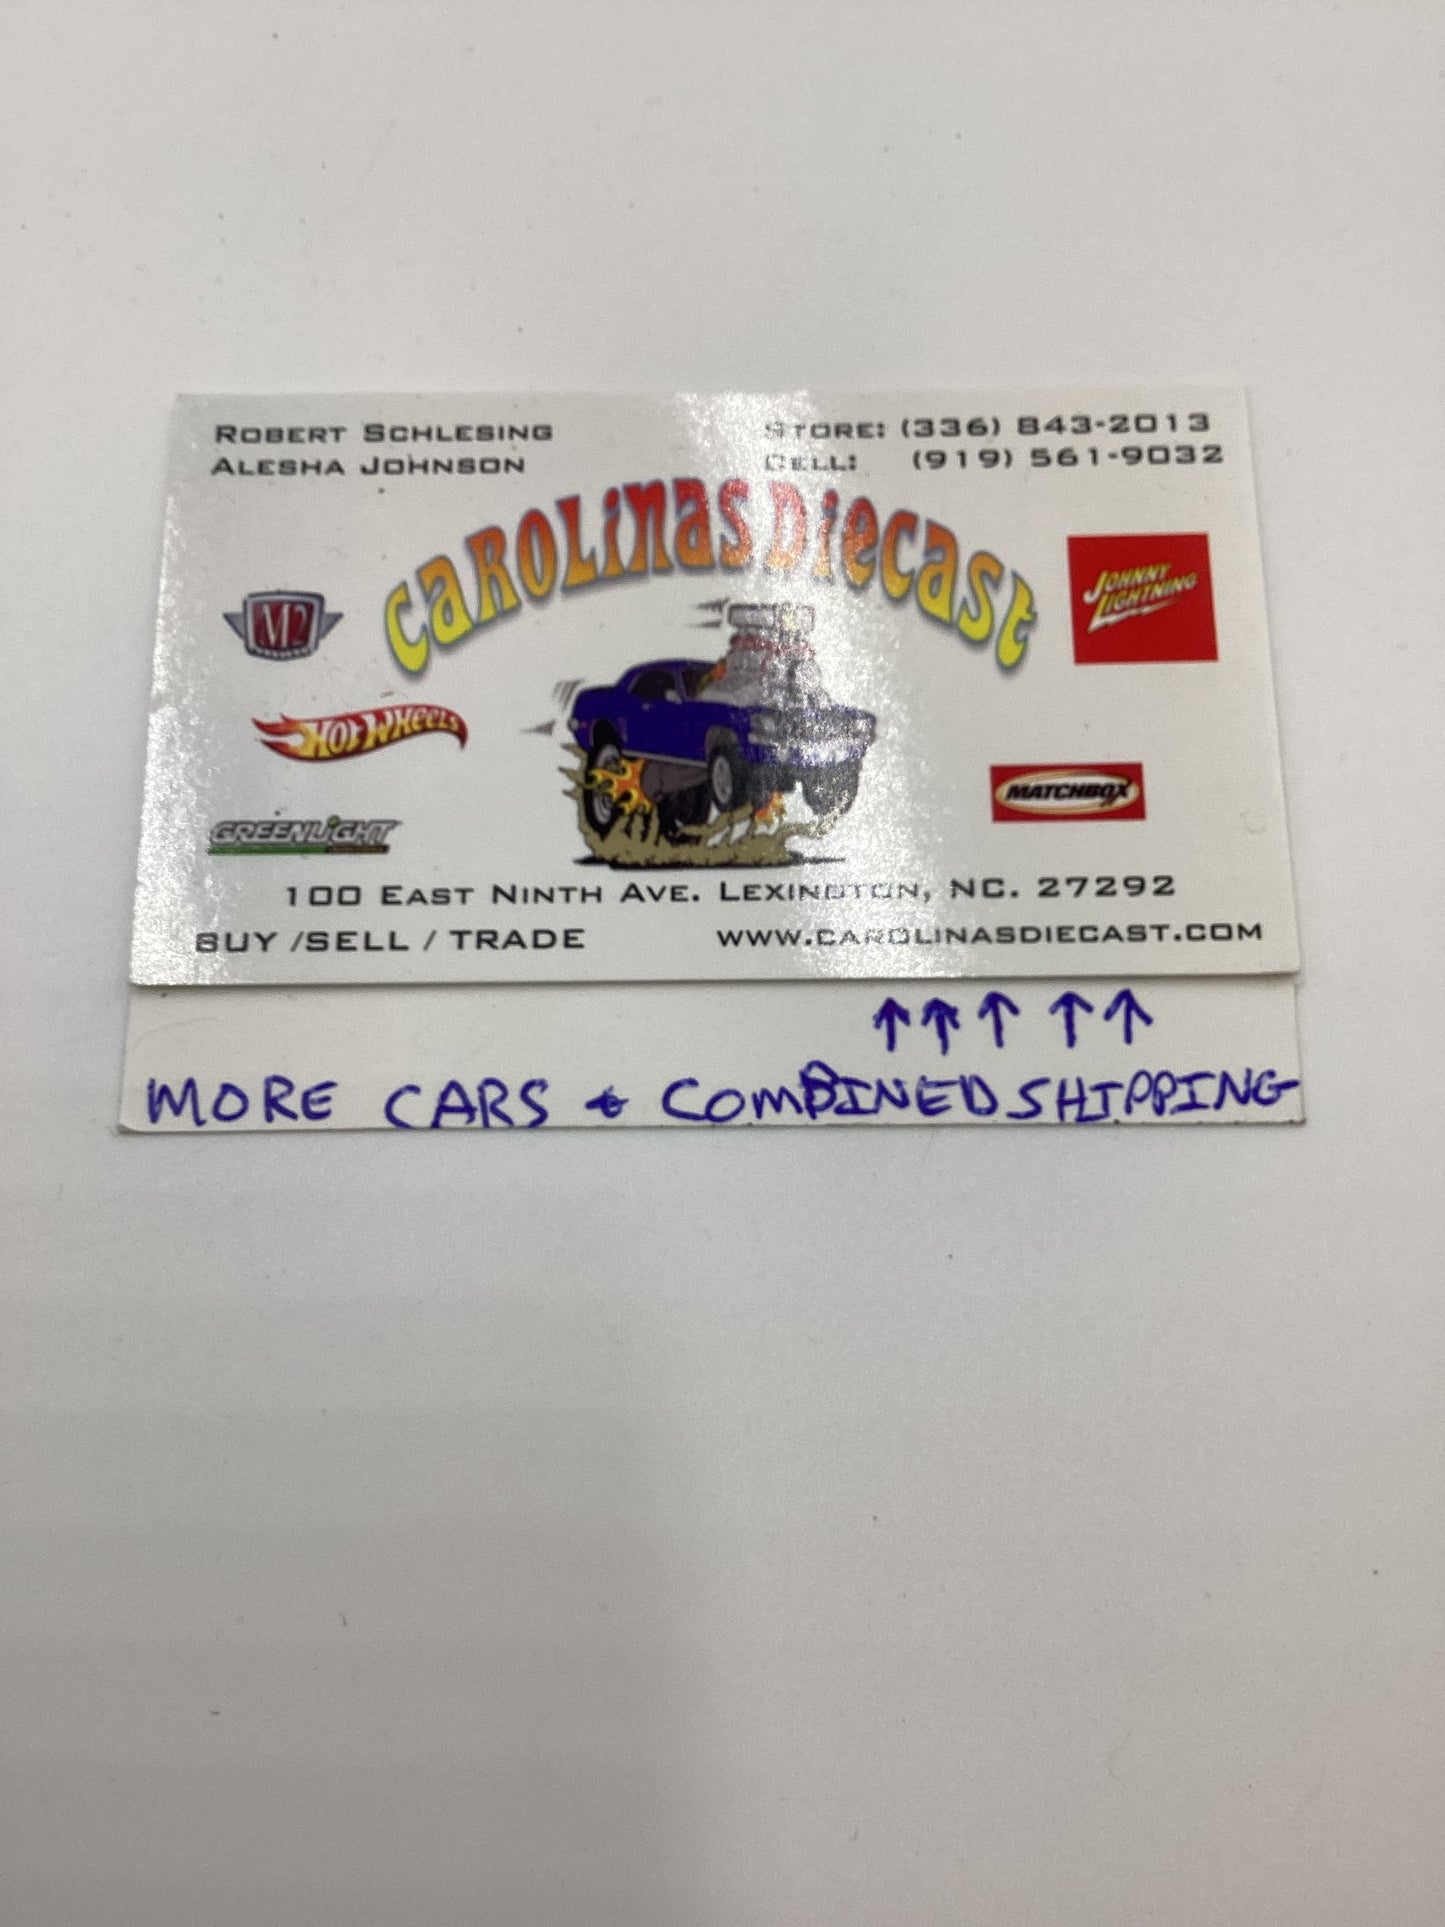 ROBERT SCHLESING
ALESHA JOHNSON
STORE: (336) 843-2013
CELL: (919) 561-9032
CAROLINAS DIECAST
M2
JOHNNY
LIGHTNING
HOT WHEELS
MATCHBOX
GREENLIGHT
100 EAST NINTH AVE. LEXINGTON, NC. 27292
BUY /SELL / TRADE
WWW.CAROLINASDIECAST.COM
↑↑↑ ↑↑
MORE CARS & COMBINED SHIPPING